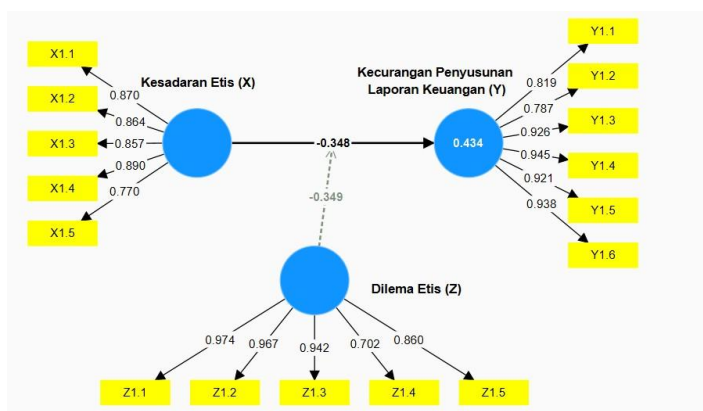 X1.1
X1.2
X1.3
X1.4
X1.5
0.870
0.864
0.857
0.890
0.770
Kesadaran Etis (X)
-0.348
-0.349
Kecurangan Penyusunan
Laporan Keuangan (Y)
0.434
0.819
0.787
0.926
0.945
0.921
0.938
Y1.1
Y1.2
Y1.3
Y1.4
Y1.5
Y1.6
Dilema Etis (Z)
0.974
0.967
0.942
0.702
0.860
Z1.1
Z1.2
Z1.3
Z1.4
Z1.5